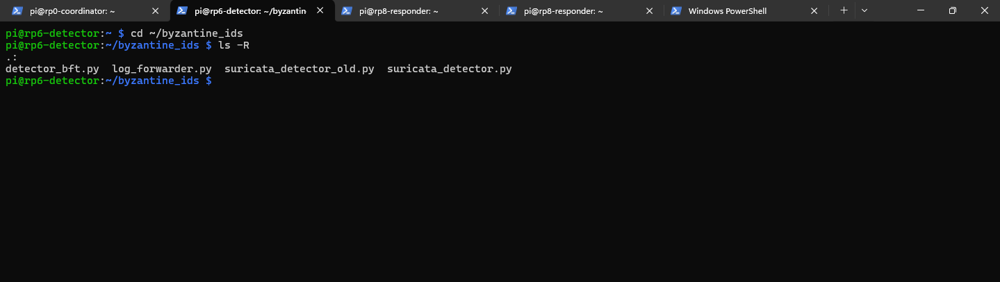 pi@rp0-coordinator: ~
pi@rp6-detector: ~/byzantin
pi@rp8-responder: ~
pi@rp8-responder: ~
Windows PowerShell
pi@rp6-detector:~ $ cd ~/byzantine_ids
pi@rp6-detector:~/byzantine_ids $ ls -R
.:
detector_bft.py  log_forwarder.py  suricata_detector_old.py  suricata_detector.py
pi@rp6-detector:~/byzantine_ids $